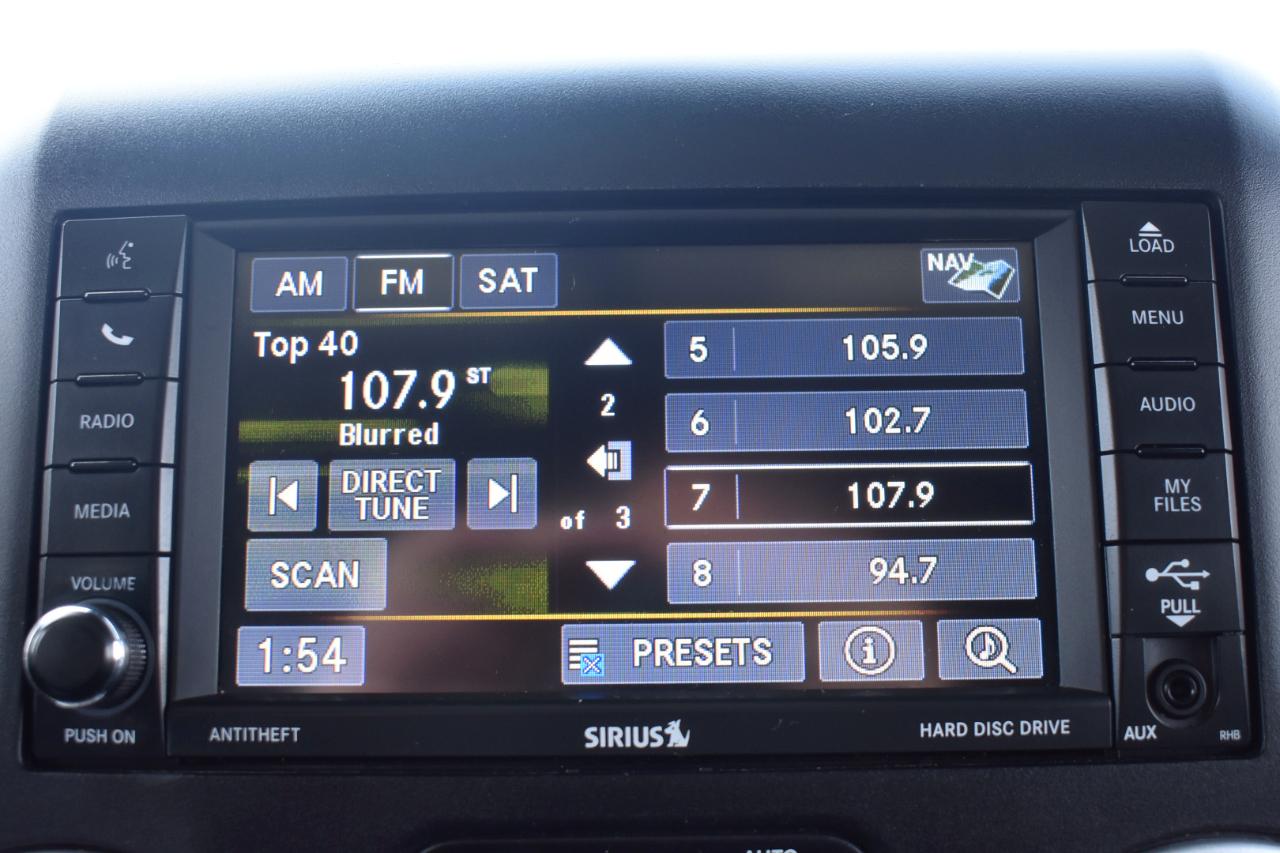 LOAD
MENU
AUDIO
MY
FILES
PULL
AUX
RHB
RADIO
MEDIA
VOLUME
PUSH ON
AM FM SAT NAV
Top 40
107.9 ST
Blurred
DIRECT
TUNE
SCAN
2
of 3
5 105.9
6 102.7
7 107.9
8 94.7
1:54 PRESETS i
ANTITHEFT SIRIUS HARD DISC DRIVE
AUTO